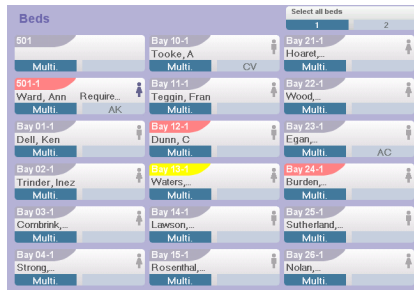 Beds
Select all beds
1 2
501
Multi.
501-1
Ward, Ann Require...
Multi. AK
Bay 01-1
Dell, Ken
Multi.
Bay 02-1
Trinder, Inez
Multi.
Bay 03-1
Combrink,...
Multi.
Bay 04-1
Strong,...
Multi.
Bay 10-1
Tooke, A
Multi. CV
Bay 11-1
Teggin, Fran
Multi.
Bay 12-1
Dunn, C
Multi.
Bay 13-1
Waters,...
Multi.
Bay 14-1
Lawson,...
Multi.
Bay 15-1
Rosenthal,...
Multi.
Bay 21-1
Hoaret,...
Multi.
Bay 22-1
Wood,...
Multi.
Bay 23-1
Egan,...
Multi. AC
Bay 24-1
Burden,...
Multi.
Bay 25-1
Sutherland,...
Multi.
Bay 26-1
Nolan,...
Multi.